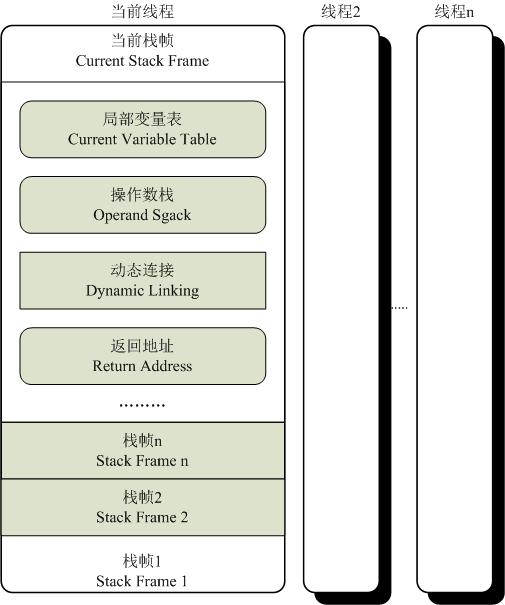 当前线程
线程2
线程n
当前栈帧
Current Stack Frame
局部变量表
Current Variable Table
操作数栈
Operand Sgack
动态连接
Dynamic Linking
返回地址
Return Address
………
.....
栈帧n
Stack Frame n
栈帧2
Stack Frame 2
栈帧1
Stack Frame 1